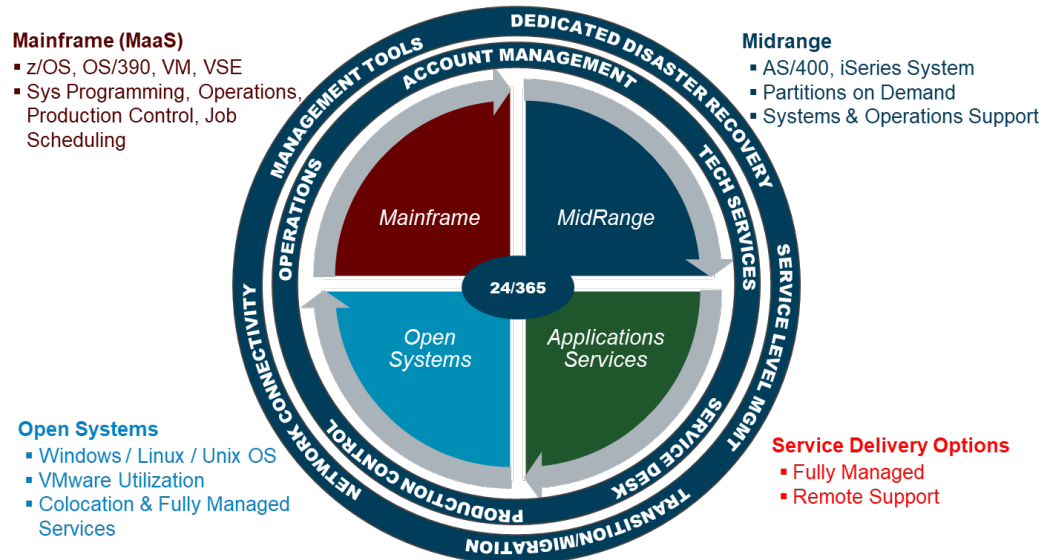 Mainframe (MaaS)
▪ z/OS, OS/390, VM, VSE
▪ Sys Programming, Operations,
Production Control, Job
Scheduling
Midrange
▪ AS/400, iSeries System
▪ Partitions on Demand
▪ Systems & Operations Support
MANAGEMENT TOOLS
DEDICATED DISASTER RECOVERY
SERVICE LEVEL MGMT
TRANSITION/MIGRATION
NETWORK CONNECTIVITY
OPERATIONS
ACCOUNT MANAGEMENT
TECH SERVICES
SERVICE DESK
PRODUCTION CONTROL
Mainframe
MidRange
24/365
Open
Systems
Applications
Services
Open Systems
▪ Windows / Linux / Unix OS
▪ VMware Utilization
▪ Colocation & Fully Managed
Services
Service Delivery Options
▪ Fully Managed
▪ Remote Support